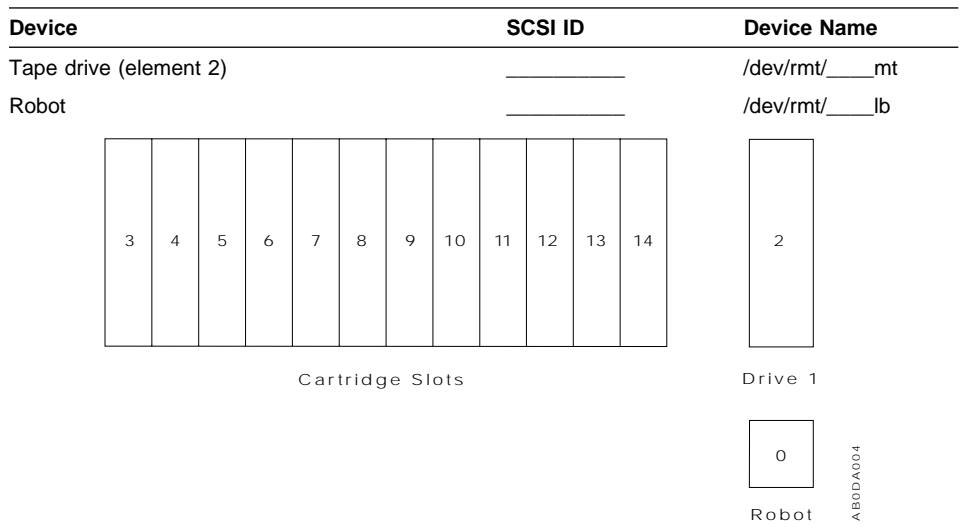 Device SCSI ID Device Name
Tape drive (element 2) __________ /dev/rmt/____mt
Robot __________ /dev/rmt/____lb
3 4 5 6 7 8 9 10 11 12 13 14 2
Cartridge Slots Drive 1
0
Robot
AB0DA004